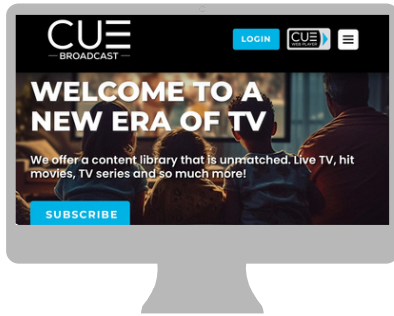 CUE
BROADCAST
LOGIN
CUE
WEB PLAYER
WELCOME TO A
NEW ERA OF TV
We offer a content library that is unmatched. Live TV, hit
movies, TV series and so much more!
SUBSCRIBE